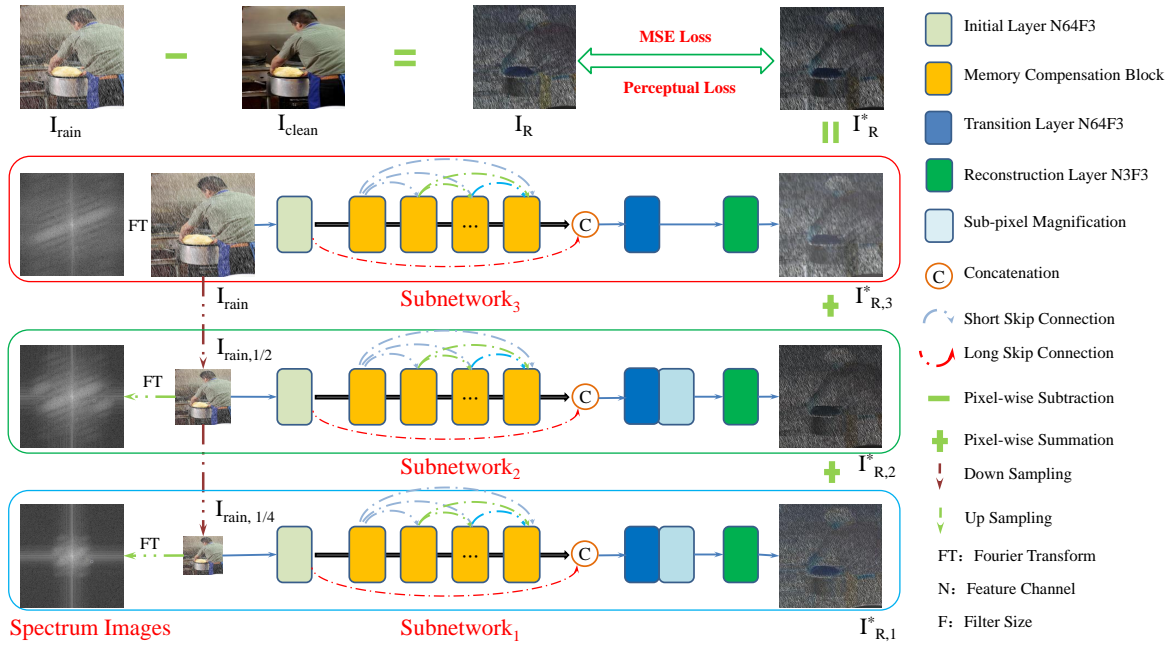 I_rain
I_clean
I_R
MSE Loss
Perceptual Loss
I*_R
FT
I_rain
C
...
Subnetwork_3
I*_R,3
I_rain,1/2
FT
C
...
Subnetwork_2
I*_R,2
I_rain, 1/4
FT
C
...
Spectrum Images
Subnetwork_1
I*_R,1
Initial Layer N64F3
Memory Compensation Block
Transition Layer N64F3
Reconstruction Layer N3F3
Sub-pixel Magnification
C Concatenation
Short Skip Connection
Long Skip Connection
Pixel-wise Subtraction
Pixel-wise Summation
Down Sampling
Up Sampling
FT: Fourier Transform
N: Feature Channel
F: Filter Size